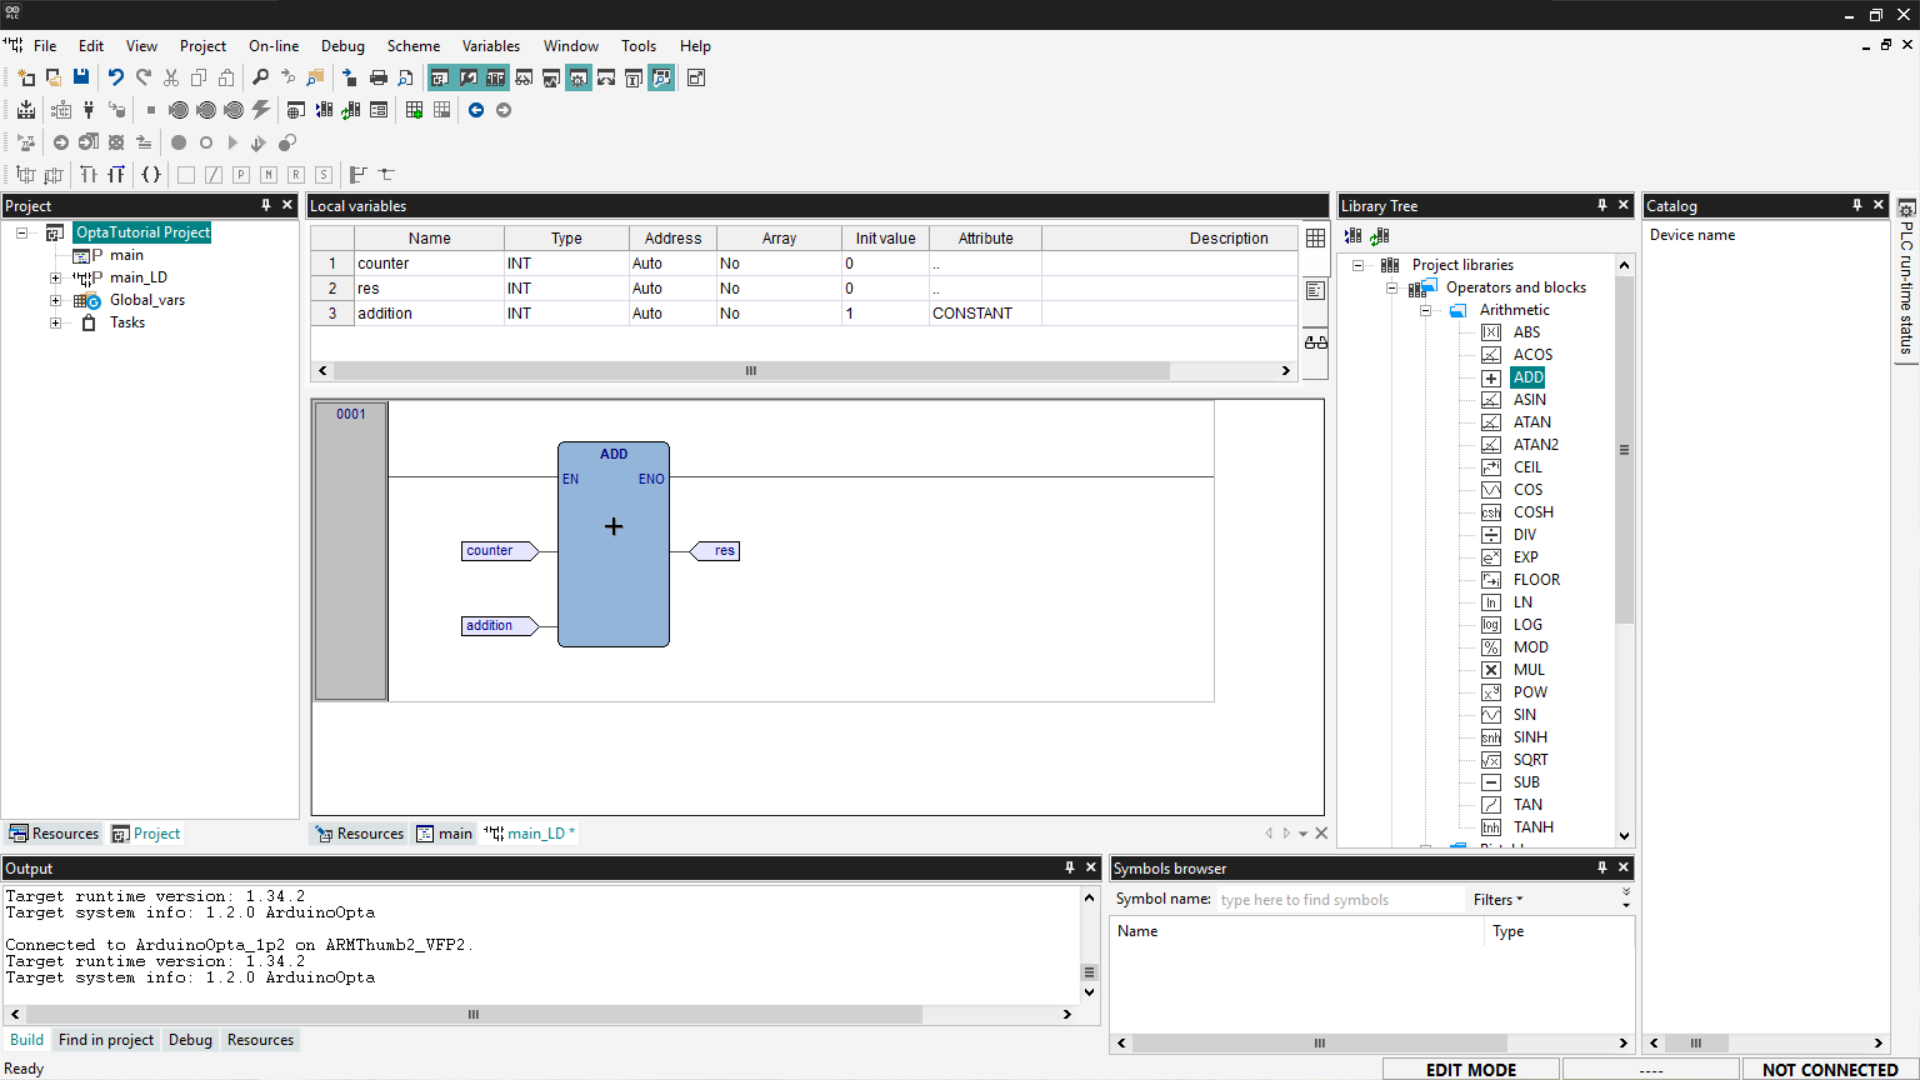 PLC
File Edit View Project On-line Debug Scheme Variables Window Tools Help
P N R S
Project
OptaTutorial Project
P main
P main_LD
Global_vars
Tasks
Resources Project
Local variables
Name Type Address Array Init value Attribute Description
1 counter INT Auto No 0 ..
2 res INT Auto No 0 ..
3 addition INT Auto No 1 CONSTANT
0001
ADD
EN ENO
+
counter res
addition
Resources main main_LD *
Library Tree
Project libraries
Operators and blocks
Arithmetic
ABS
ACOS
ADD
ASIN
ATAN
ATAN2
CEIL
COS
csh COSH
DIV
EXP
FLOOR
ln LN
log LOG
% MOD
MUL
POW
SIN
snh SINH
SQRT
SUB
TAN
tnh TANH
Catalog
Device name
PLC run-time status
Output
Target runtime version: 1.34.2
Target system info: 1.2.0 ArduinoOpta
Connected to ArduinoOpta_1p2 on ARMThumb2_VFP2.
Target runtime version: 1.34.2
Target system info: 1.2.0 ArduinoOpta
Build Find in project Debug Resources
Symbols browser
Symbol name: type here to find symbols Filters
Name Type
Ready
EDIT MODE ---- NOT CONNECTED